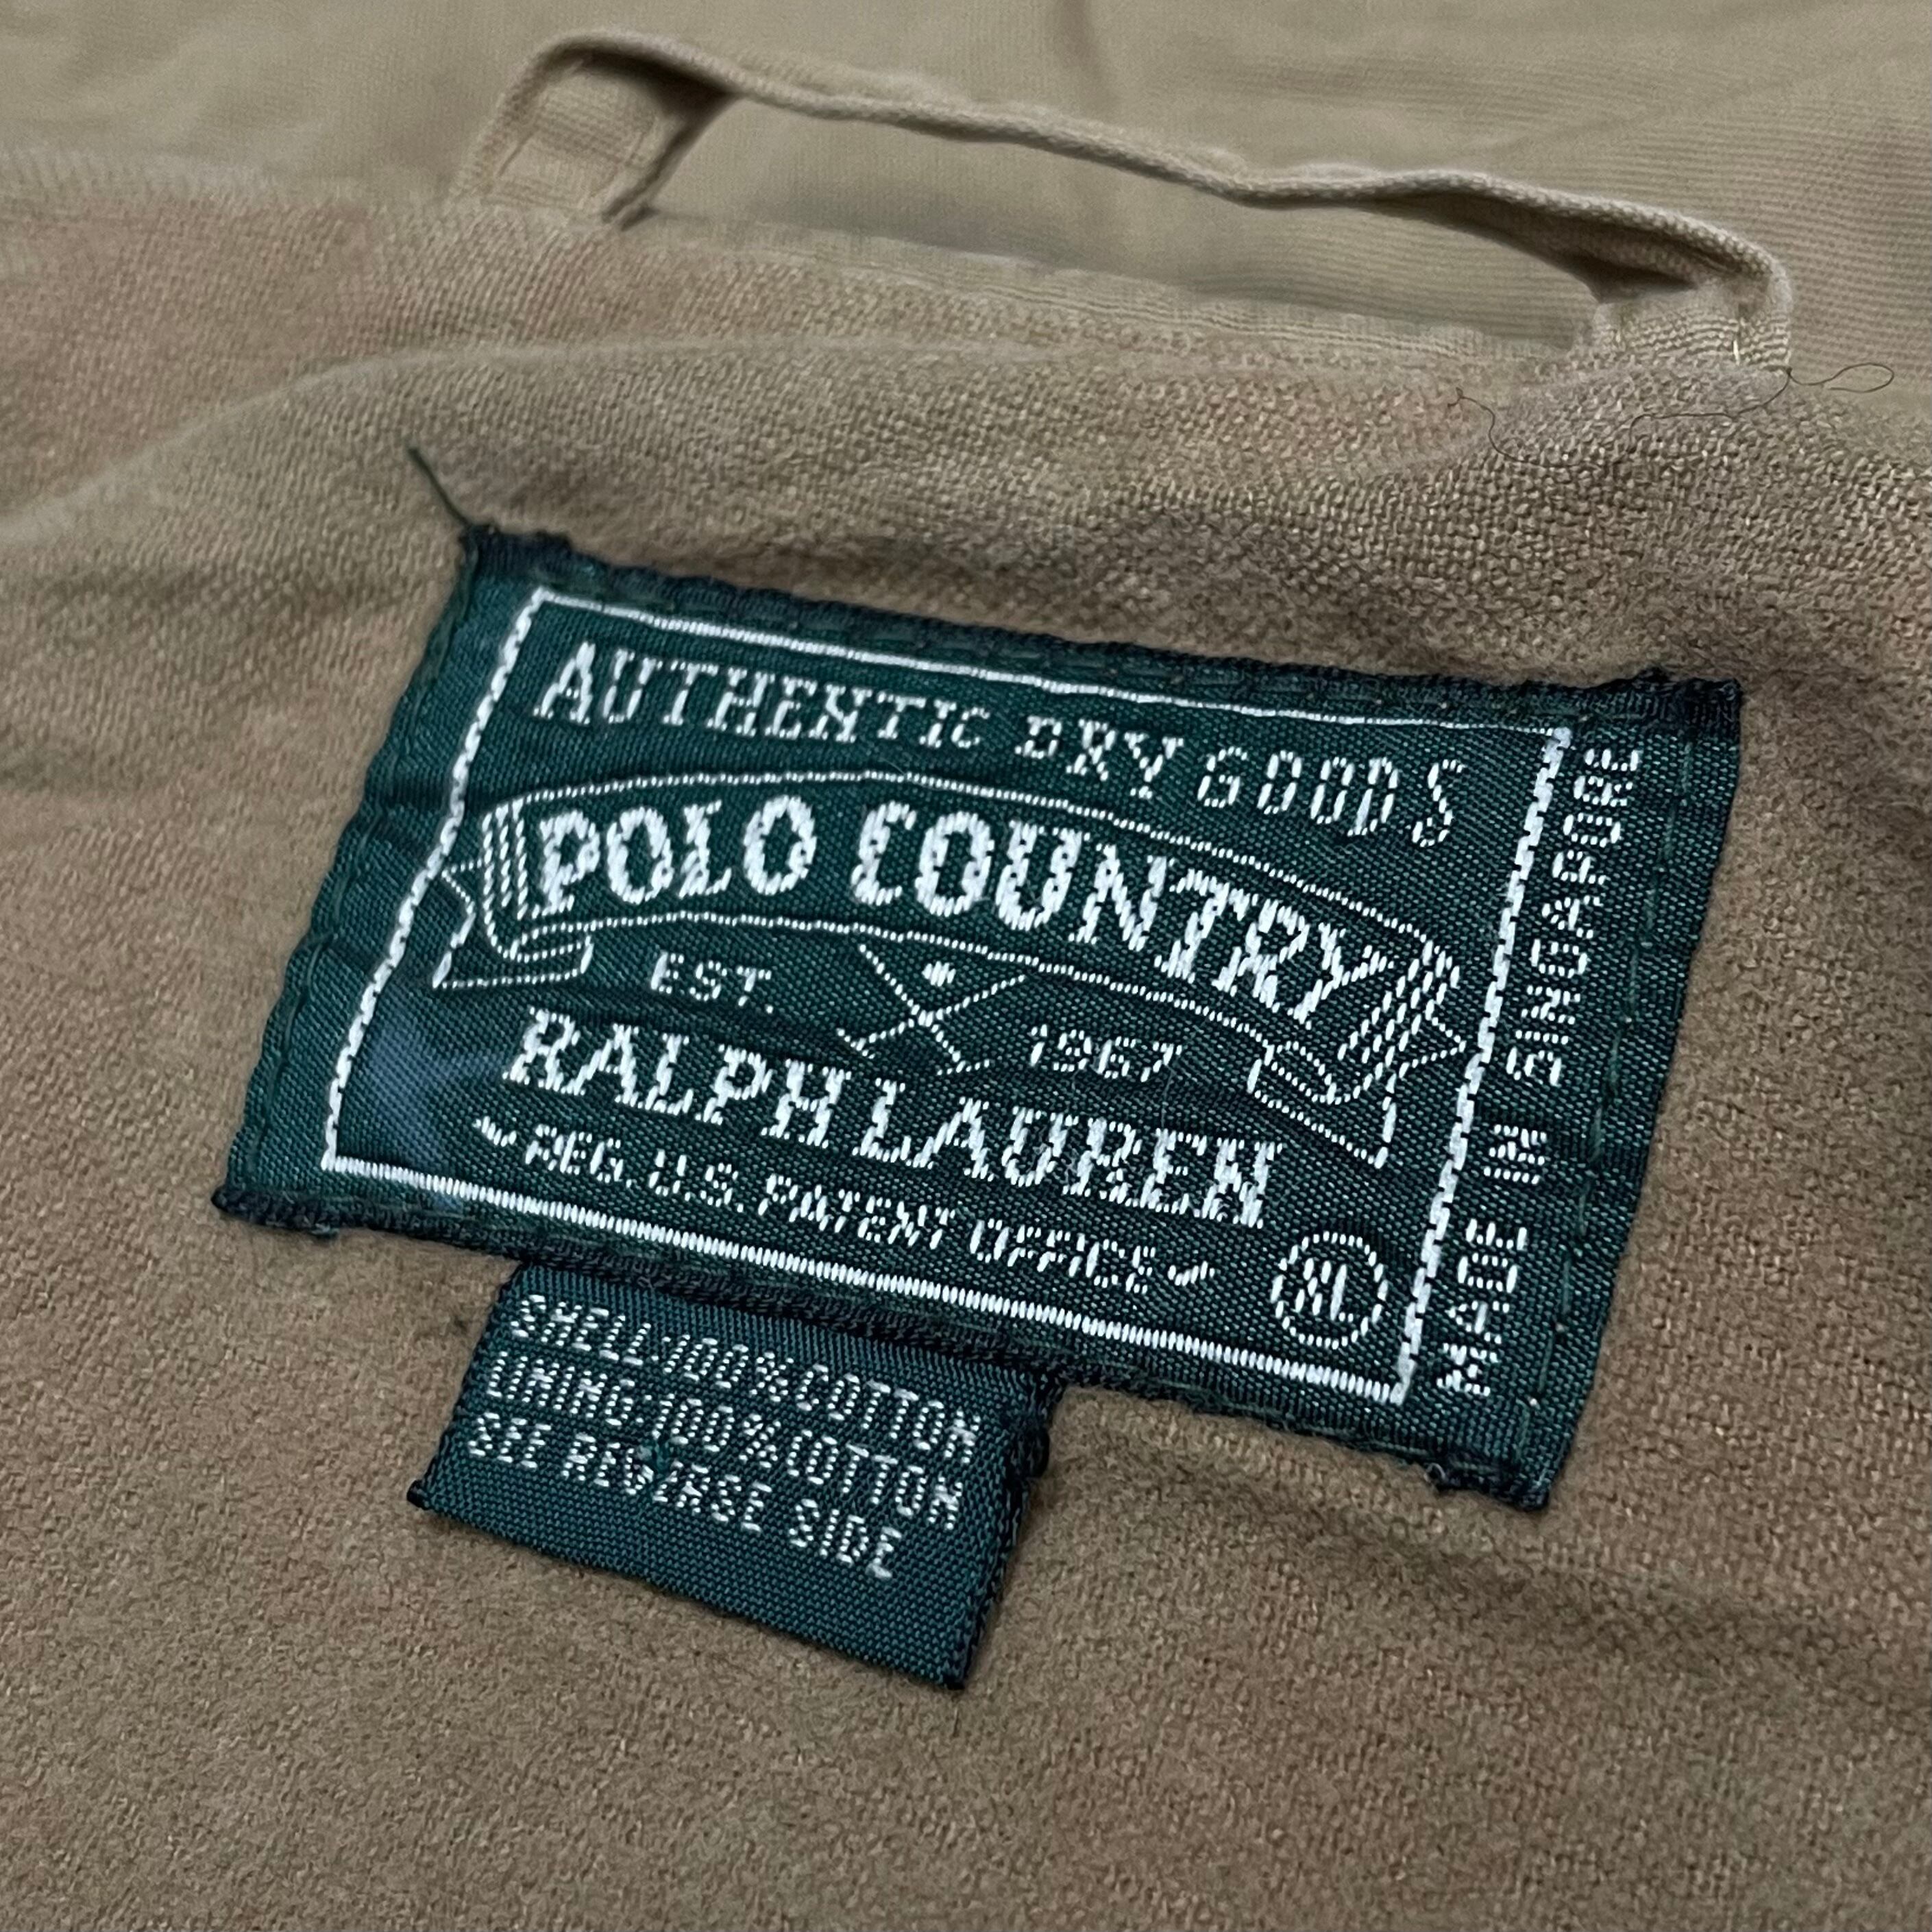 AUTHENTIC DRY GOODS
POLO COUNTRY
EST. 1967
RALPH LAUREN
REG. U.S. PATENT OFFICE
XL
MADE IN SINGAPORE
SHELL:100%COTTON
LINING:100%COTTON
SEE REVERSE SIDE